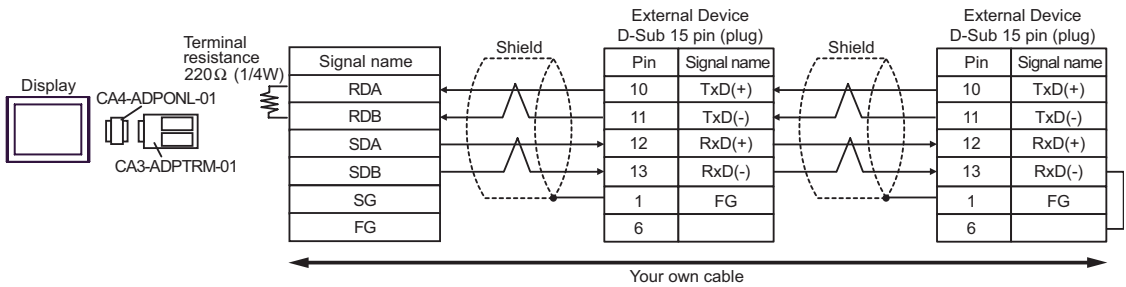 Display
CA4-ADPONL-01
CA3-ADPTRM-01
Terminal
resistance
220Ω (1/4W)
Signal name
RDA
RDB
SDA
SDB
SG
FG
Shield
External Device
D-Sub 15 pin (plug)
Pin Signal name
10 TxD(+)
11 TxD(-)
12 RxD(+)
13 RxD(-)
1 FG
6
Shield
External Device
D-Sub 15 pin (plug)
Pin Signal name
10 TxD(+)
11 TxD(-)
12 RxD(+)
13 RxD(-)
1 FG
6
Your own cable